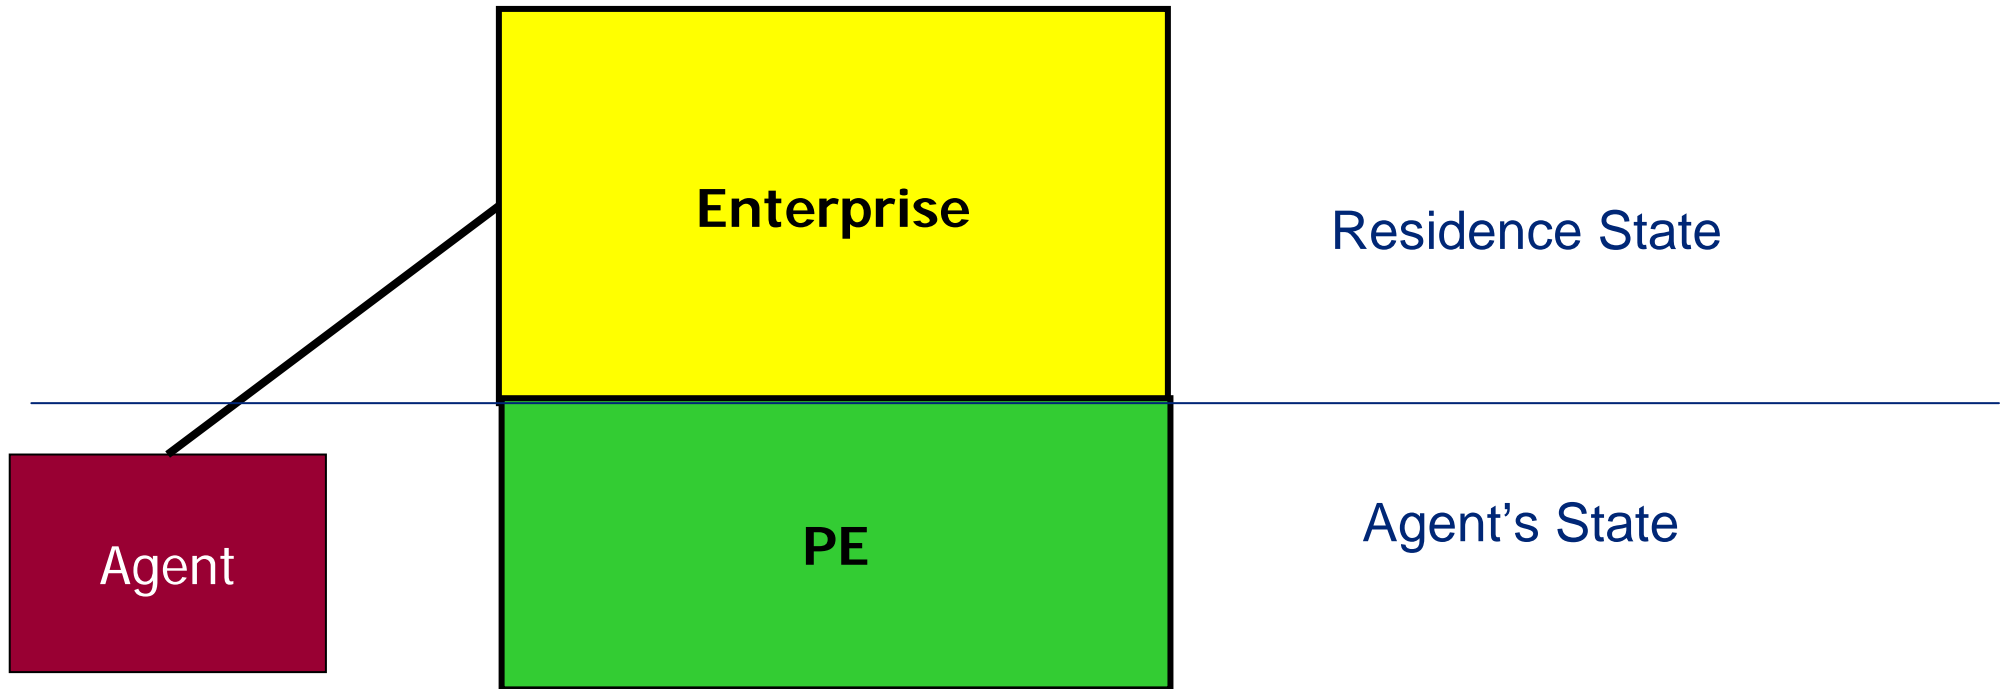 Enterprise
Residence State
Agent
PE
Agent’s State